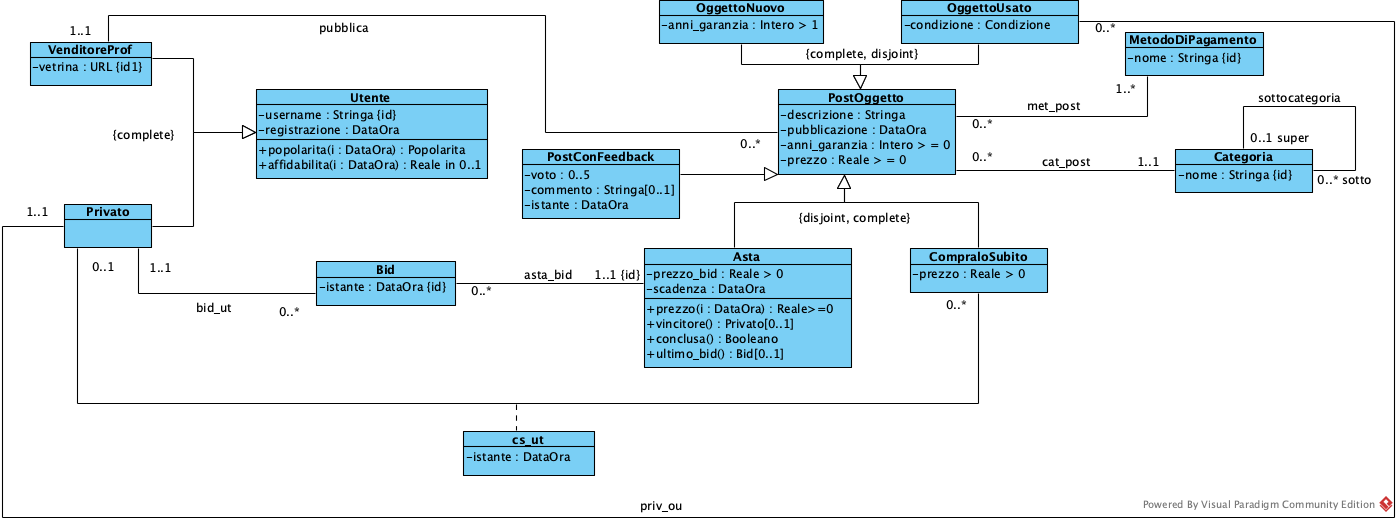 OggettoNuovo
-anni_garanzia : Intero > 1
OggettoUsato
-condizione : Condizione
0..*
1..1
pubblica
VenditoreProf
-vetrina : URL {id1}
{complete, disjoint}
MetodoDiPagamento
-nome : Stringa {id}
1..*
met_post
0..*
Utente
-username : Stringa {id}
-registrazione : DataOra
+popolarita(i : DataOra) : Popolarita
+affidabilita(i : DataOra) : Reale in 0..1
{complete}
PostOggetto
-descrizione : Stringa
-pubblicazione : DataOra
-anni_garanzia : Intero > = 0
-prezzo : Reale > = 0
0..*
sottocategoria
0..1 super
Categoria
-nome : Stringa {id}
0..* sotto
0..*
cat_post
1..1
PostConFeedback
-voto : 0..5
-commento : Stringa[0..1]
-istante : DataOra
1..1
Privato
{disjoint, complete}
0..1
1..1
Bid
-istante : DataOra {id}
bid_ut
0..*
asta_bid
0..*
1..1 {id}
Asta
-prezzo_bid : Reale > 0
-scadenza : DataOra
+prezzo(i : DataOra) : Reale>=0
+vincitore() : Privato[0..1]
+conclusa() : Booleano
+ultimo_bid() : Bid[0..1]
CompraloSubito
-prezzo : Reale > 0
0..*
cs_ut
-istante : DataOra
priv_ou
Powered By Visual Paradigm Community Edition